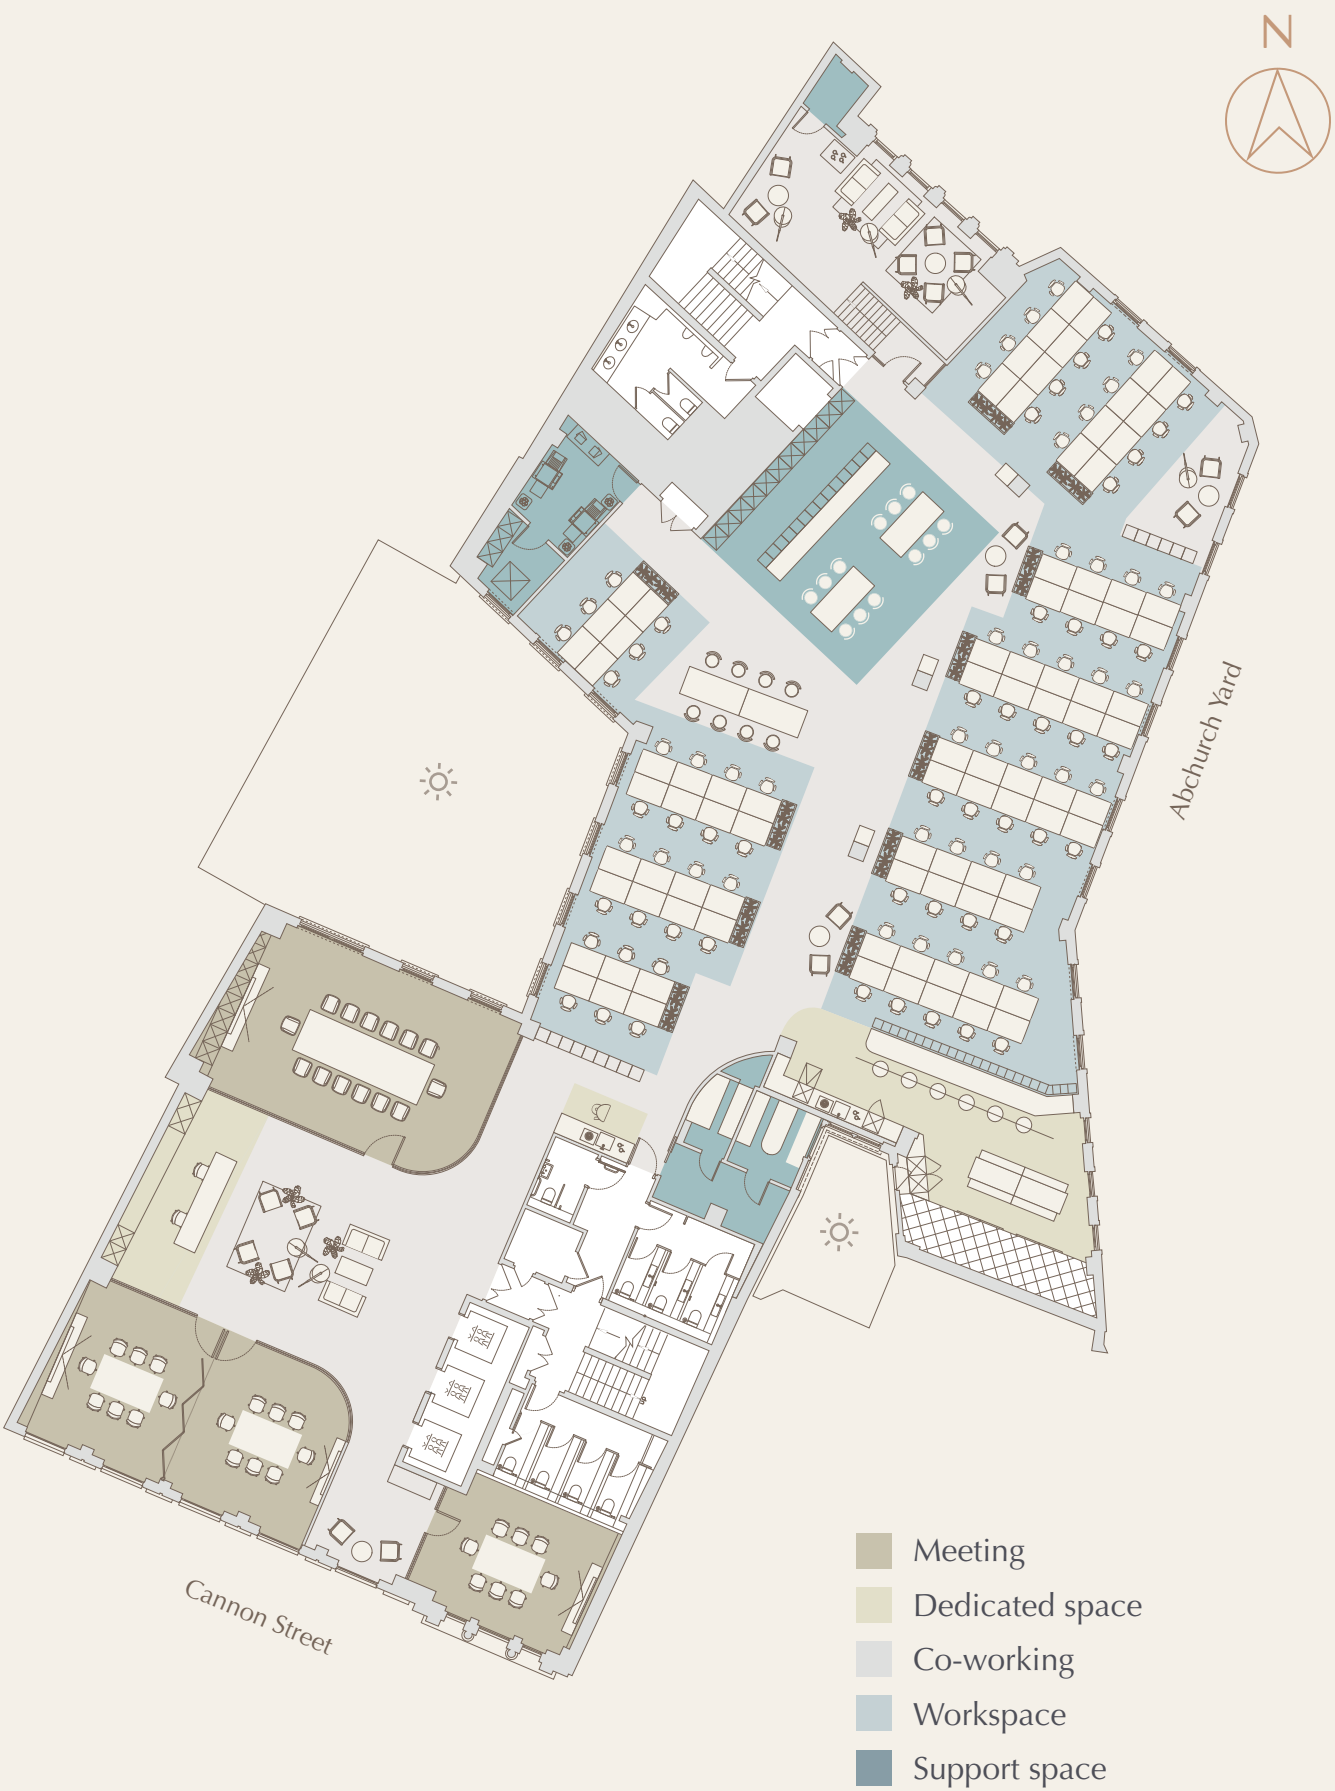 N
Abchurch Yard
Cannon Street
Meeting
Dedicated space
Co-working
Workspace
Support space